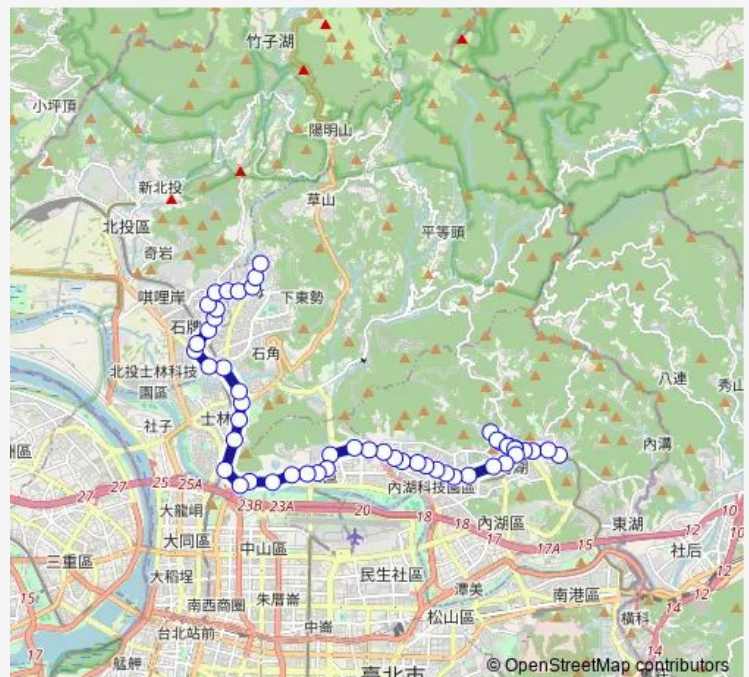 竹子湖
小坪頂
陽明山
新北投
草山
北投區
平等頭
奇岩
唭哩岸
下東勢
石牌
石角
北投士林科技
園區
八連
秀山
士林
社子
內溝
27
27
25
25A
湖
內湖科技園區
23B
23A
20
18
大龍峒
18
內湖區
東湖
10
17
12
大同區
中山區
17A
15
社后
10
三重區
民生社區
12
大稻埕
潭美
南港區
15
南西商圈
朱厝崙
松山區
14
橫科
台北站前
中崙
14
17
艋舺
臺北市
© OpenStreetMap contributors